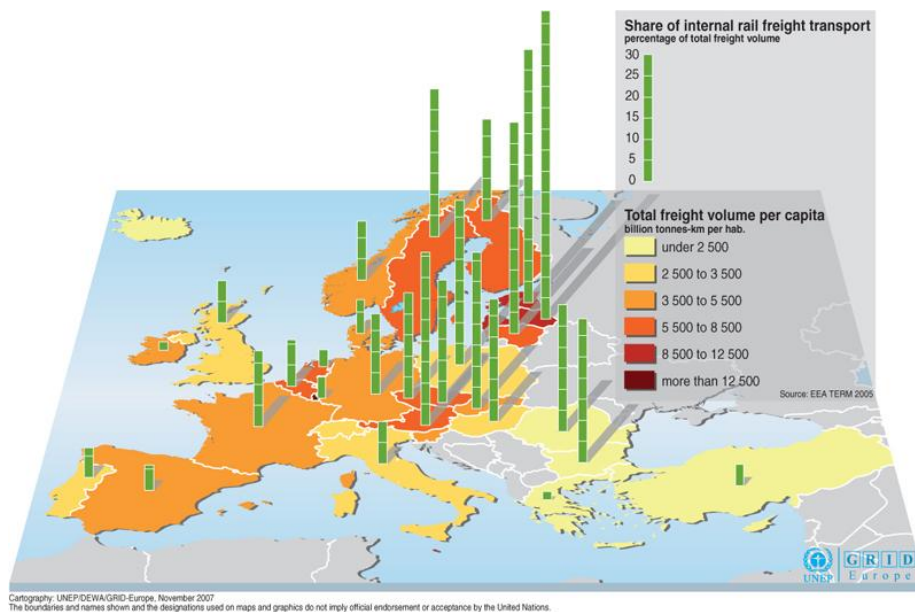 Share of internal rail freight transport
percentage of total freight volume
30
25
20
15
10
5
0
Total freight volume per capita
billion tonnes-km per hab.
under 2 500
2 500 to 3 500
3 500 to 5 500
5 500 to 8 500
8 500 to 12 500
more than 12 500
Source: EEA TERM 2005
UNEP
GRID
Europe
Cartography: UNEP/DEWA/GRID-Europe, November 2007
The boundaries and names shown and the designations used on maps and graphics do not imply official endorsement or acceptance by the United Nations.